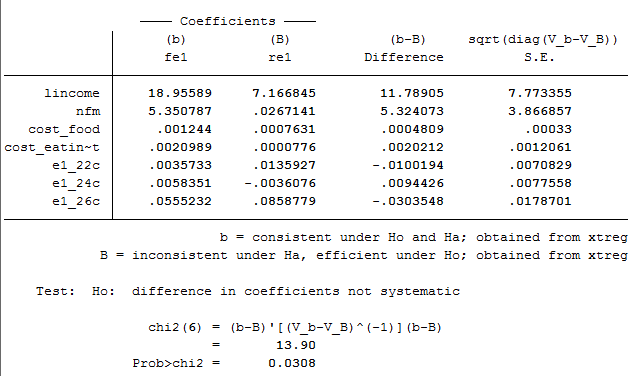 Coefficients
(b) (B) (b-B) sqrt(diag(V_b-V_B))
fe1 re1 Difference S.E.
lincome 18.95589 7.166845 11.78905 7.773355
nfm 5.350787 .0267141 5.324073 3.866857
cost_food .001244 .0007631 .0004809 .00033
cost_eatin~t .0020989 .0000776 .0020212 .0012061
e1_22c .0035733 .0135927 -.0100194 .0070829
e1_24c .0058351 -.0036076 .0094426 .0077558
e1_26c .0555232 .0858779 -.0303548 .0178701
b = consistent under Ho and Ha; obtained from xtreg
B = inconsistent under Ha, efficient under Ho; obtained from xtreg
Test: Ho: difference in coefficients not systematic
chi2(6) = (b-B)'[(V_b-V_B)^(-1)](b-B)
= 13.90
Prob>chi2 = 0.0308